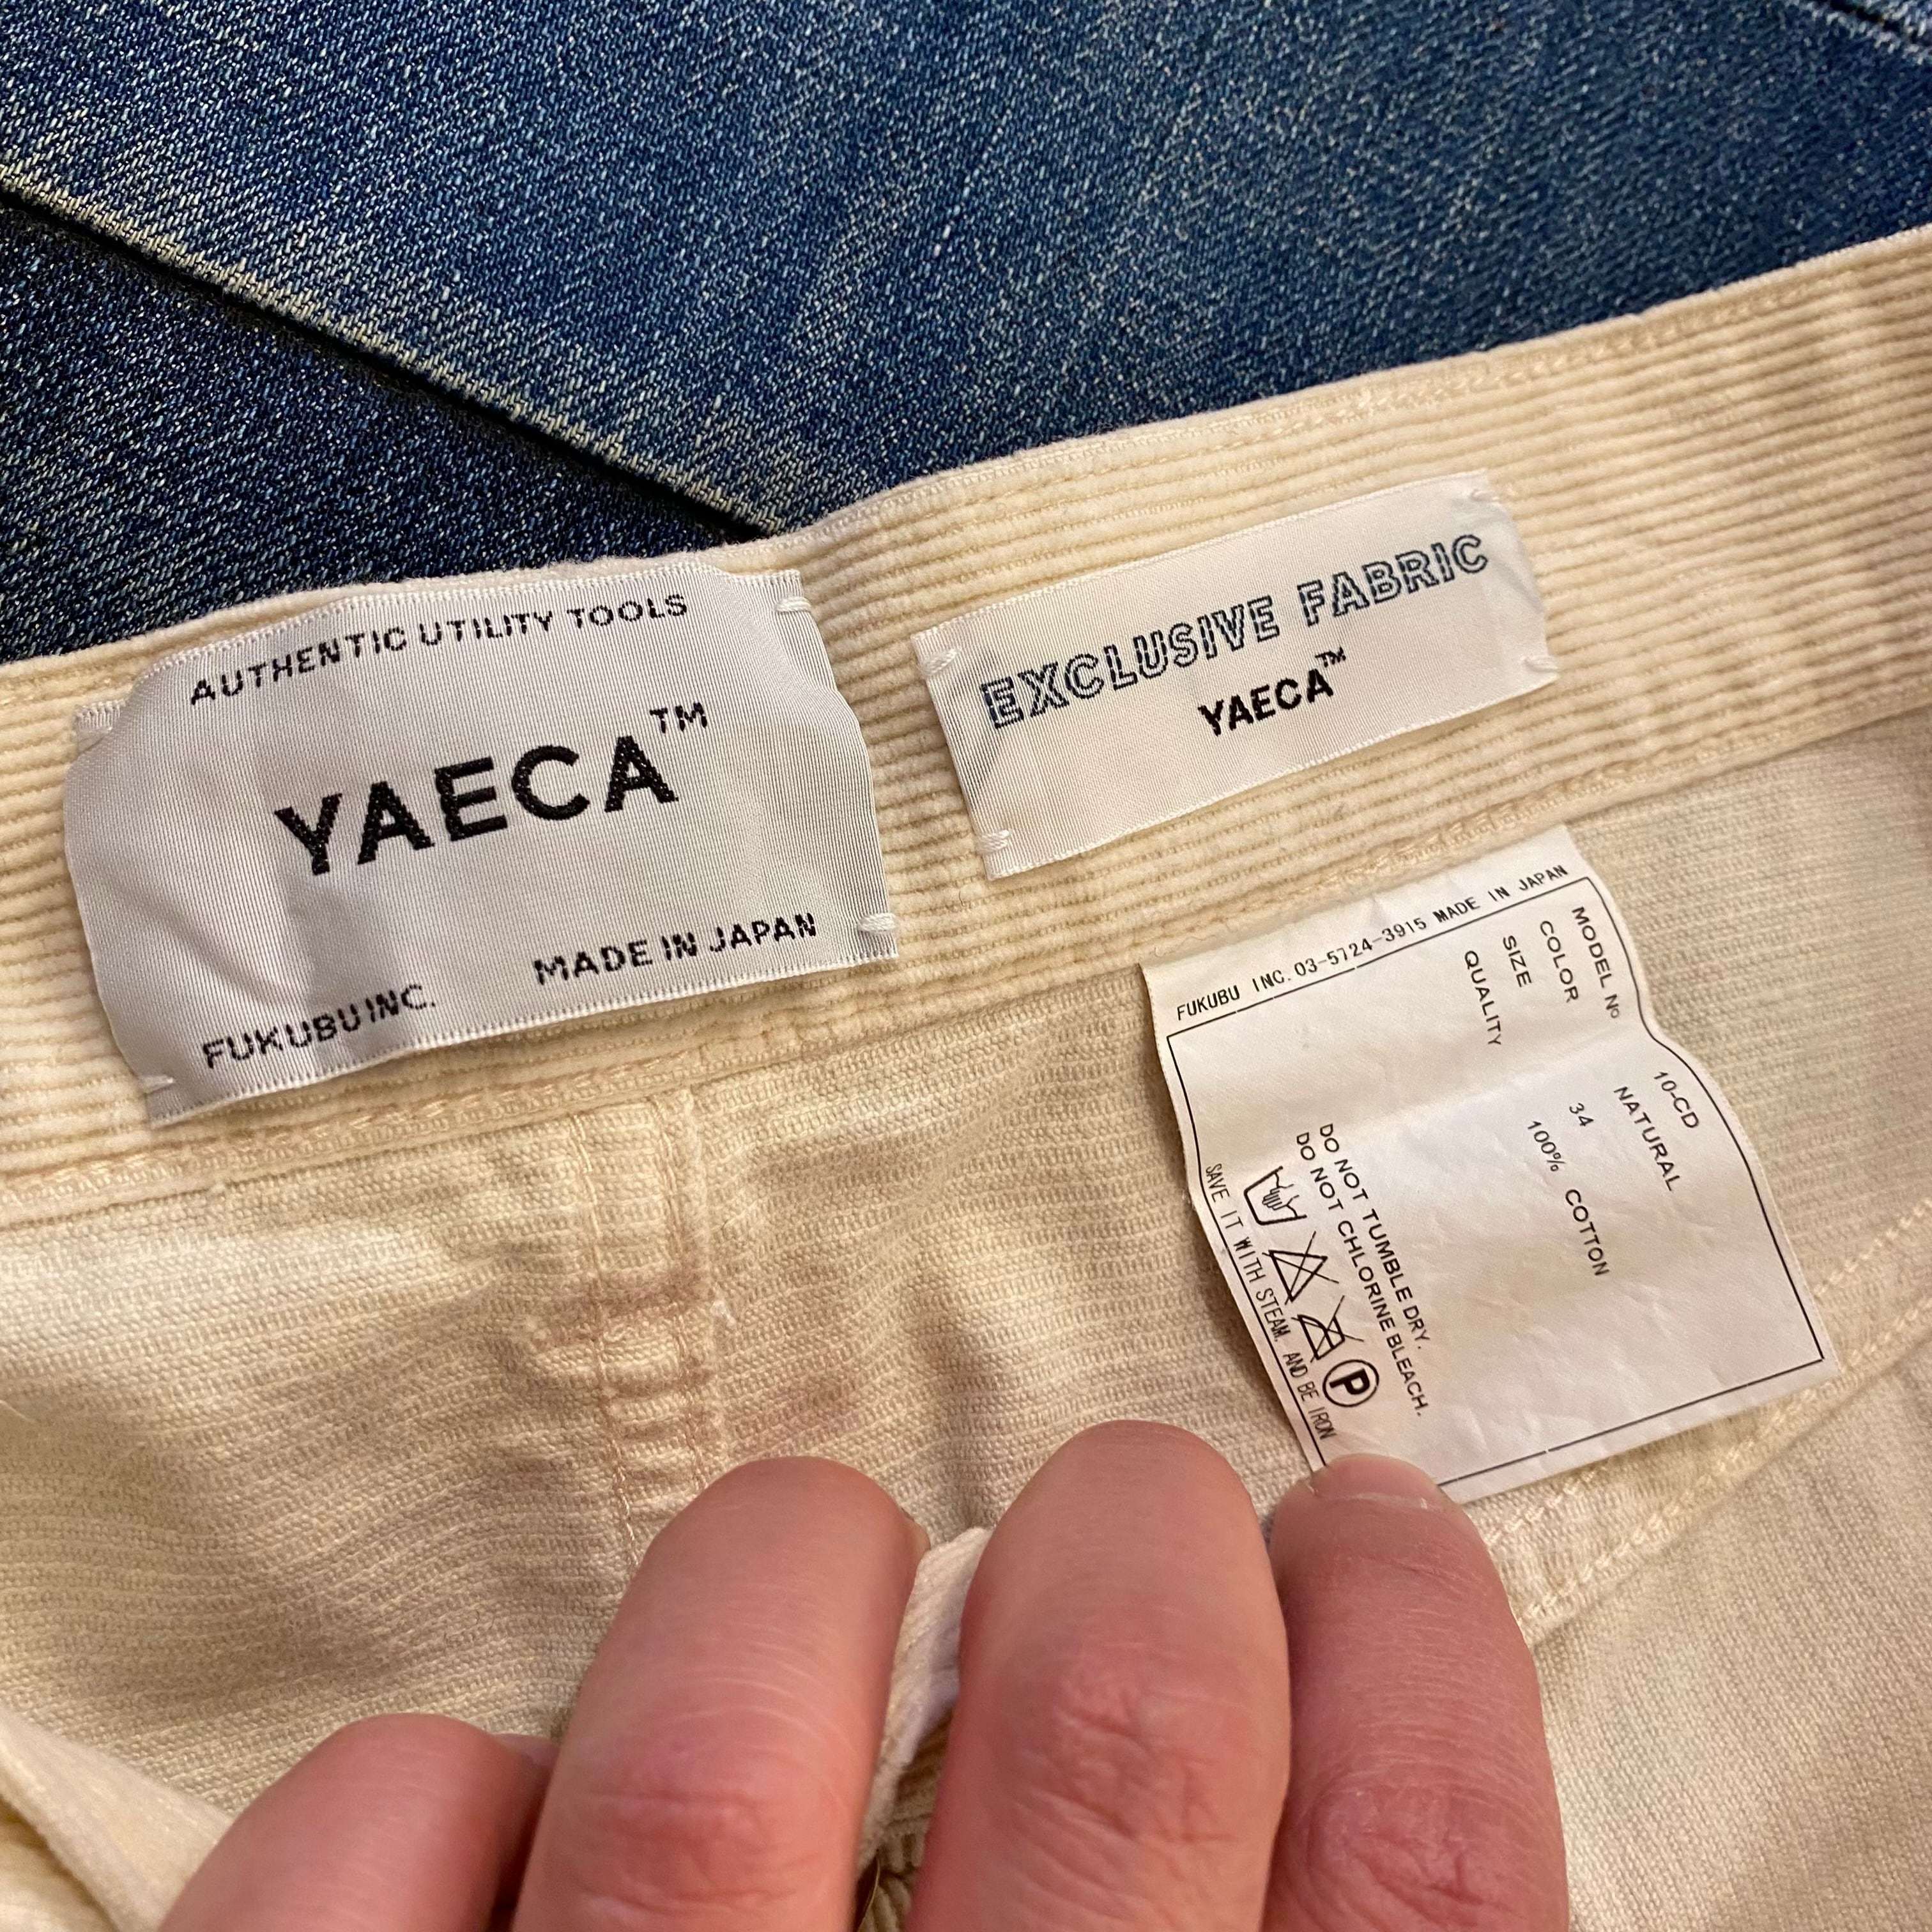 AUTHENTIC UTILITY TOOLS
YAECA™
MADE IN JAPAN
FUKUBU INC.
EXCLUSIVE FABRIC
YAECA™
FUKUBU INC. 03-5724-3915 MADE IN JAPAN
MODEL No 10-CD
COLOR NATURAL
SIZE 34
QUALITY 100% COTTON
DO NOT TUMBLE DRY.
DO NOT CHLORINE BLEACH.
P
SAVE IT WITH STEAM. AND BE IRON